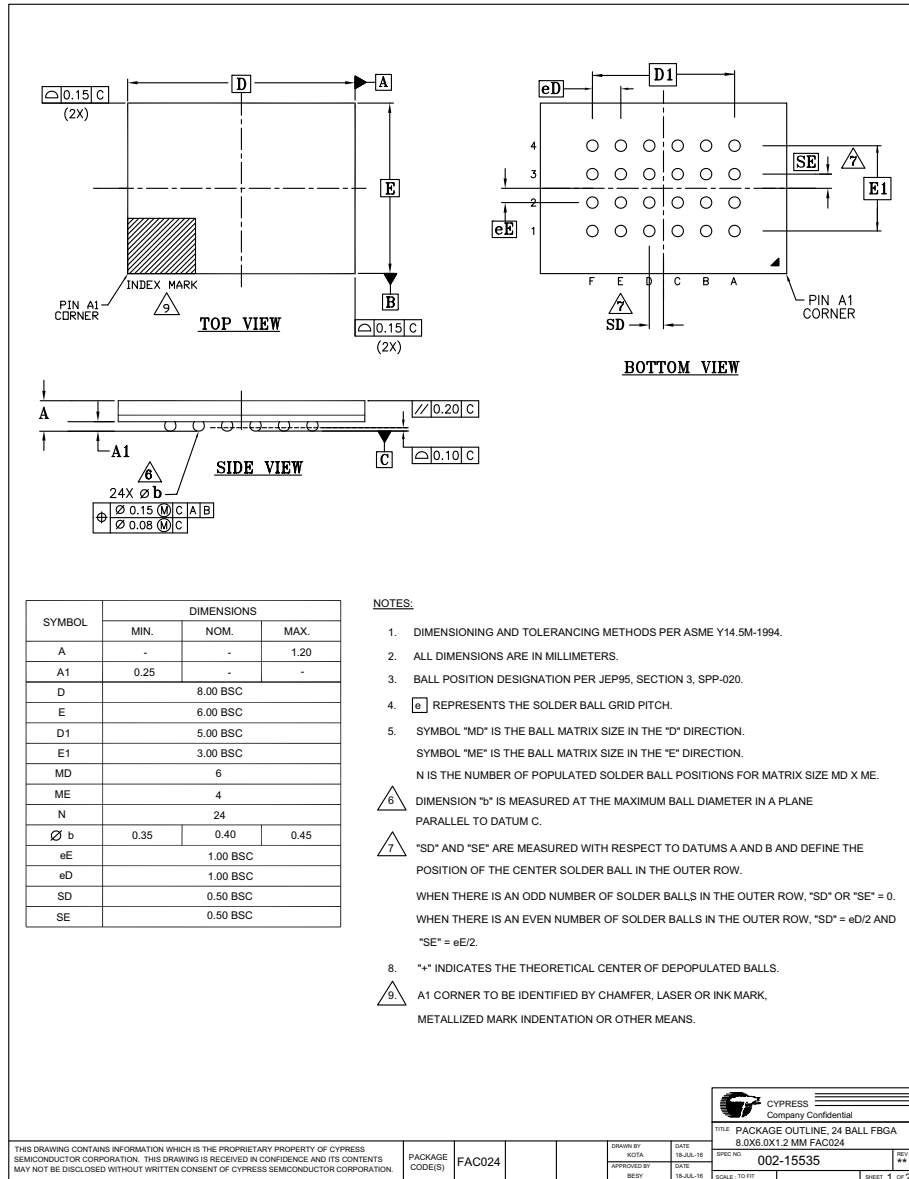 D
A
⌓ 0.15 C
(2X)
E
INDEX MARK
PIN A1
CORNER
9
B
TOP VIEW
⌓ 0.15 C
(2X)
D1
eD
4
3
2
1
SE
7
E1
eE
F E D C B A
7
SD
PIN A1
CORNER
BOTTOM VIEW
A
A1
// 0.20 C
C
⌓ 0.10 C
SIDE VIEW
6
24X Ø b
⌖ Ø 0.15 Ⓜ C A B
Ø 0.08 Ⓜ C
SYMBOL DIMENSIONS
MIN. NOM. MAX.
A - - 1.20
A1 0.25 - -
D 8.00 BSC
E 6.00 BSC
D1 5.00 BSC
E1 3.00 BSC
MD 6
ME 4
N 24
Ø b 0.35 0.40 0.45
eE 1.00 BSC
eD 1.00 BSC
SD 0.50 BSC
SE 0.50 BSC
NOTES:
1. DIMENSIONING AND TOLERANCING METHODS PER ASME Y14.5M-1994.
2. ALL DIMENSIONS ARE IN MILLIMETERS.
3. BALL POSITION DESIGNATION PER JEP95, SECTION 3, SPP-020.
4. e REPRESENTS THE SOLDER BALL GRID PITCH.
5. SYMBOL "MD" IS THE BALL MATRIX SIZE IN THE "D" DIRECTION.
SYMBOL "ME" IS THE BALL MATRIX SIZE IN THE "E" DIRECTION.
N IS THE NUMBER OF POPULATED SOLDER BALL POSITIONS FOR MATRIX SIZE MD X ME.
6 DIMENSION "b" IS MEASURED AT THE MAXIMUM BALL DIAMETER IN A PLANE
PARALLEL TO DATUM C.
7 "SD" AND "SE" ARE MEASURED WITH RESPECT TO DATUMS A AND B AND DEFINE THE
POSITION OF THE CENTER SOLDER BALL IN THE OUTER ROW.
WHEN THERE IS AN ODD NUMBER OF SOLDER BALLS IN THE OUTER ROW, "SD" OR "SE" = 0.
WHEN THERE IS AN EVEN NUMBER OF SOLDER BALLS IN THE OUTER ROW, "SD" = eD/2 AND
"SE" = eE/2.
8. "+" INDICATES THE THEORETICAL CENTER OF DEPOPULATED BALLS.
9. A1 CORNER TO BE IDENTIFIED BY CHAMFER, LASER OR INK MARK,
METALLIZED MARK INDENTATION OR OTHER MEANS.
THIS DRAWING CONTAINS INFORMATION WHICH IS THE PROPRIETARY PROPERTY OF CYPRESS
SEMICONDUCTOR CORPORATION. THIS DRAWING IS RECEIVED IN CONFIDENCE AND ITS CONTENTS
MAY NOT BE DISCLOSED WITHOUT WRITTEN CONSENT OF CYPRESS SEMICONDUCTOR CORPORATION.
PACKAGE
CODE(S)
FAC024
DRAWN BY
KOTA
DATE
18-JUL-16
APPROVED BY
BESY
DATE
18-JUL-16
CYPRESS
Company Confidential
TITLE PACKAGE OUTLINE, 24 BALL FBGA
8.0X6.0X1.2 MM FAC024
SPEC NO. 002-15535
REV **
SCALE : TO FIT
SHEET 1 OF 2